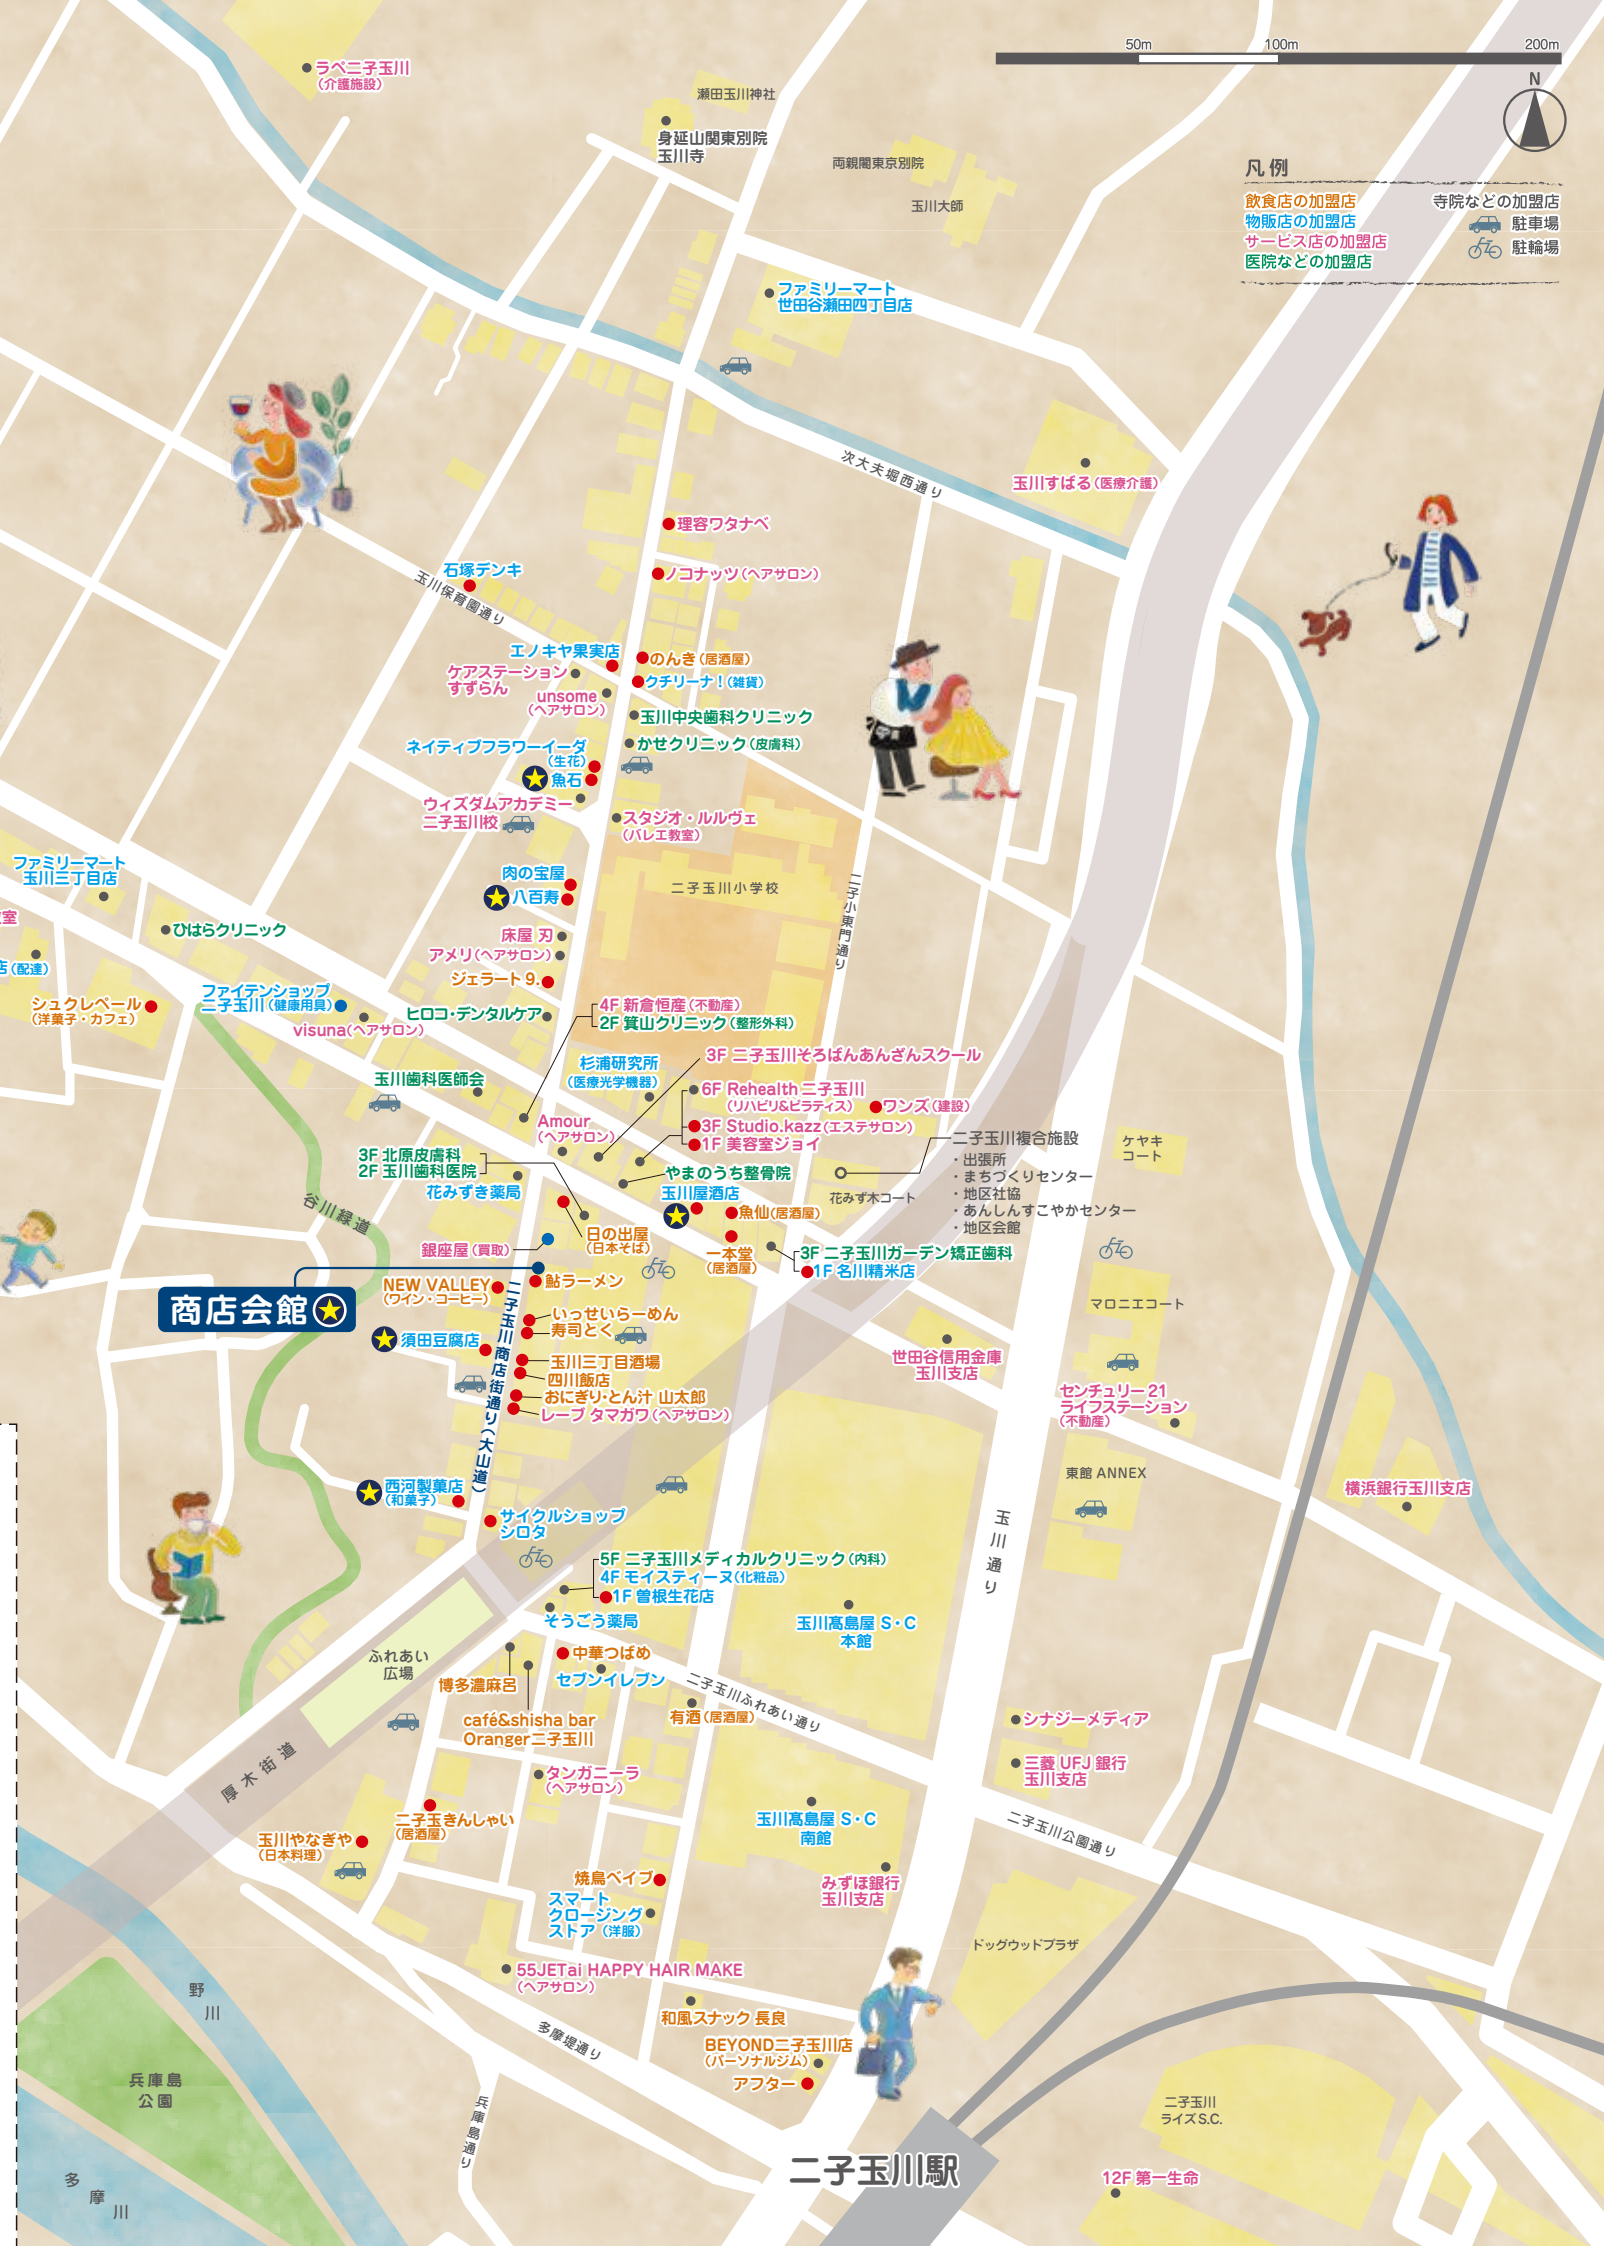 50m
100m
200m
N
凡例
飲食店の加盟店
物販店の加盟店
サービス店の加盟店
医院などの加盟店
寺院などの加盟店
駐車場
駐輪場
ラペ二子玉川
(介護施設)
瀬田玉川神社
身延山関東別院
玉川寺
両親閣東京別院
玉川大師
ファミリーマート
世田谷瀬田四丁目店
次大夫堀西通り
玉川すばる(医療介護)
理容ワタナベ
ノコナッツ(ヘアサロン)
石塚デンキ
玉川保育園通り
エノキヤ果実店
のんき(居酒屋)
ケアステーション
すずらん
クチリーナ!(雑貨)
unsome
(ヘアサロン)
玉川中央歯科クリニック
かせクリニック(皮膚科)
ネイティブフラワーイーダ
(生花)
魚石
ウィズダムアカデミー
二子玉川校
スタジオ・ルルヴェ
(バレエ教室)
ファミリーマート
玉川三丁目店
肉の宝屋
八百寿
二子玉川小学校
二子小東門通り
室
ひはらクリニック
床屋 刃
アメリ(ヘアサロン)
店(配達)
ジェラート9.
シュクレペール
(洋菓子・カフェ)
ファイテンショップ
二子玉川(健康用具)
visuna(ヘアサロン)
ヒロコ・デンタルケア
4F 新倉恒産(不動産)
2F 箕山クリニック(整形外科)
杉浦研究所
(医療光学機器)
3F 二子玉川そろばんあんざんスクール
玉川歯科医師会
6F Rehealth 二子玉川
(リハビリ&ピラティス)
ワンズ(建設)
Amour
(ヘアサロン)
3F Studio.kazz(エステサロン)
1F 美容室ジョイ
二子玉川複合施設
・出張所
・まちづくりセンター
・地区社協
・あんしんすこやかセンター
・地区会館
ケヤキ
コート
3F 北原皮膚科
2F 玉川歯科医院
花みずき薬局
やまのうち整骨院
玉川屋酒店
花みず木コート
谷川緑道
魚仙(居酒屋)
銀座屋(買取)
日の出屋
(日本そば)
一本堂
(居酒屋)
3F 二子玉川ガーデン矯正歯科
1F 名川精米店
商店会館
NEW VALLEY
(ワイン・コーヒー)
鮎ラーメン
二子玉川商店街通り(大山道)
いっせいらーめん
寿司とく
マロニエコート
須田豆腐店
玉川三丁目酒場
四川飯店
世田谷信用金庫
玉川支店
おにぎり・とん汁 山太郎
レーブ タマガワ(ヘアサロン)
センチュリー21
ライフステーション
(不動産)
西河製菓店
(和菓子)
東館 ANNEX
横浜銀行玉川支店
サイクルショップ
シロタ
玉川通り
5F 二子玉川メディカルクリニック(内科)
4F モイスティーヌ(化粧品)
1F 曽根生花店
そうごう薬局
玉川髙島屋 S・C
本館
ふれあい
広場
中華つばめ
博多濃麻呂
セブンイレブン
二子玉川ふれあい通り
有酒(居酒屋)
café&shisha bar
Oranger二子玉川
シナジーメディア
三菱 UFJ 銀行
玉川支店
厚木街道
タンガニーラ
(ヘアサロン)
二子玉きんしゃい
(居酒屋)
玉川やなぎや
(日本料理)
玉川髙島屋 S・C
南館
二子玉川公園通り
焼鳥ベイブ
みずほ銀行
玉川支店
スマート
クロージング
ストア(洋服)
ドッグウッドプラザ
55JETai HAPPY HAIR MAKE
(ヘアサロン)
野川
和風スナック 長良
多摩堤通り
BEYOND二子玉川店
(パーソナルジム)
アフター
兵庫島
公園
兵庫島通り
二子玉川
ライズ S.C.
二子玉川駅
12F 第一生命
多摩川